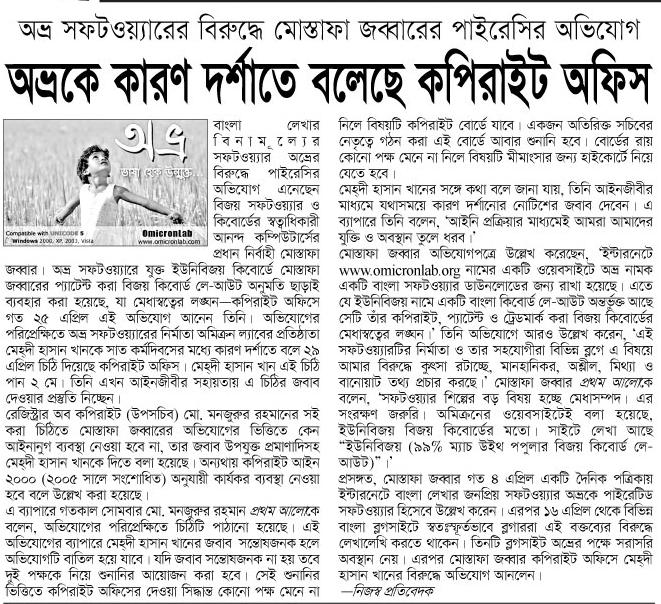 অভ্র সফটওয়্যারের বিরুদ্ধে মোস্তাফা জব্বারের পাইরেসির অভিযোগ
অভ্রকে কারণ দর্শাতে বলেছে কপিরাইট অফিস
অভ্র
ভাষা হোক উন্মুক্ত...
Compatible with UNICODE 5
Windows 2000, XP, 2003, Vista
OmicronLab
www.omicronlab.com
বাংলা লেখার
বিনামূল্যের
সফটওয়্যার অভ্রের
বিরুদ্ধে পাইরেসির
অভিযোগ এনেছেন
বিজয় সফটওয়্যার ও
কিবোর্ডের স্বত্বাধিকারী
আনন্দ কম্পিউটার্সের
প্রধান নির্বাহী মোস্তাফা
জব্বার। অভ্র সফটওয়্যারে যুক্ত ইউনিবিজয় কিবোর্ডে মোস্তাফা
জব্বারের প্যাটেন্ট করা বিজয় কিবোর্ড লে-আউট অনুমতি ছাড়াই
ব্যবহার করা হয়েছে, যা মেধাস্বত্বের লঙ্ঘন—কপিরাইট অফিসে
গত ২৫ এপ্রিল এই অভিযোগ আনেন তিনি। অভিযোগের
পরিপ্রেক্ষিতে অভ্র সফটওয়্যারের নির্মাতা অমিক্রন ল্যাবের প্রতিষ্ঠাতা
মেহ্‌দী হাসান খানকে সাত কর্মদিবসের মধ্যে কারণ দর্শাতে বলে ২৯
এপ্রিল চিঠি দিয়েছে কপিরাইট অফিস। মেহ্‌দী হাসান খান এই চিঠি
পান ২ মে। তিনি এখন আইনজীবীর সহায়তায় এ চিঠির জবাব
দেওয়ার প্রস্তুতি নিচ্ছেন।
রেজিস্ট্রার অব কপিরাইট (উপসচিব) মো. মনজুরুর রহমানের সই
করা চিঠিতে মোস্তাফা জব্বারের অভিযোগের ভিত্তিতে কেন
আইনানুগ ব্যবস্থা নেওয়া হবে না, তার জবাব উপযুক্ত প্রমাণাদিসহ
মেহ্‌দী হাসান খানকে দিতে বলা হয়েছে। অন্যথায় কপিরাইট আইন
২০০০ (২০০৫ সালে সংশোধিত) অনুযায়ী কার্যকর ব্যবস্থা নেওয়া
হবে বলে উল্লেখ করা হয়েছে।
এ ব্যাপারে গতকাল সোমবার মো. মনজুরুর রহমান প্রথম আলোকে
বলেন, অভিযোগের পরিপ্রেক্ষিতে চিঠিটি পাঠানো হয়েছে। এই
অভিযোগের ব্যাপারে মেহ্‌দী হাসানের জবাব সন্তোষজনক হলে
অভিযোগটি বাতিল হয়ে যাবে। যদি জবাব সন্তোষজনক না হয় তবে
দুই পক্ষকে নিয়ে শুনানির আয়োজন করা হবে। সেই শুনানির
ভিত্তিতে কপিরাইট অফিসের দেওয়া সিদ্ধান্ত কোনো পক্ষ মেনে না
নিলে বিষয়টি কপিরাইট বোর্ডে যাবে। একজন অতিরিক্ত সচিবের
নেতৃত্বে গঠন করা এই বোর্ড আবার শুনানি হবে। বোর্ডের রায়
কোনো পক্ষ মেনে না নিলে বিষয়টি মীমাংসার জন্য হাইকোর্টে নিয়ে
যেতে হবে।
মেহ্‌দী হাসান খানের সঙ্গে কথা বলে জানা যায়, তিনি আইনজীবীর
মাধ্যমে যথাসময়ে কারণ দর্শানোর নোটিশের জবাব দেবেন। এ
ব্যাপারে তিনি বলেন, ‘আইনি প্রক্রিয়ার মাধ্যমেই আমরা আমাদের
যুক্তি ও অবস্থান তুলে ধরব।’
মোস্তাফা জব্বার অভিযোগপত্রে উল্লেখ করেছেন, ‘ইন্টারনেটে
www.omicronlab.org নামের একটি ওয়েবসাইটে অভ্র নামক
একটি বাংলা সফটওয়্যার ডাউনলোডের জন্য রাখা হয়েছে। এতে
যে ইউনিবিজয় নামে একটি বাংলা কিবোর্ড লে-আউট অন্তর্ভুক্ত আছে
সেটি তাঁর কপিরাইট, প্যাটেন্ট ও ট্রেডমার্ক করা বিজয় কিবোর্ডের
মেধাস্বত্বের লঙ্ঘন।’ তিনি অভিযোগে আরও উল্লেখ করেন, ‘এই
সফটওয়্যারটির নির্মাতা ও তার সহযোগীরা বিভিন্ন ব্লগে এ বিষয়ে
আমার বিরুদ্ধে কুৎসা রটাচ্ছে, মানহানিকর, অশ্লীল, মিথ্যা ও
বানোয়াট তথ্য প্রচার করছে।’ মোস্তাফা জব্বার প্রথম আলোকে
বলেন, ‘সফটওয়্যার শিল্পের বড় বিষয় হচ্ছে মেধাসম্পদ। এর
সংরক্ষণ জরুরি। অমিক্রনের ওয়েবসাইটেই বলা হয়েছে,
ইউনিবিজয় বিজয় কিবোর্ডের মতো। সাইটে লেখা আছে
“ইউনিবিজয় (৯৯% ম্যাচ উইথ পপুলার বিজয় কিবোর্ড লে-
আউট)”।’
প্রসঙ্গত, মোস্তাফা জব্বার গত ৪ এপ্রিল একটি দৈনিক পত্রিকায়
ইন্টারনেটে বাংলা লেখার জনপ্রিয় সফটওয়্যার অভ্রকে পাইরেটেড
সফটওয়্যার হিসেবে উল্লেখ করেন। এরপর ১৬ এপ্রিল থেকে বিভিন্ন
বাংলা ব্লগসাইটে স্বতঃস্ফূর্তভাবে ব্লগাররা এই বক্তব্যের বিরুদ্ধে
লেখালেখি করতে থাকেন। তিনটি ব্লগসাইট অভ্রের পক্ষে সরাসরি
অবস্থান নেয়। এরপর মোস্তাফা জব্বার কপিরাইট অফিসে মেহ্‌দী
হাসান খানের বিরুদ্ধে অভিযোগ আনলেন।
—নিজস্ব প্রতিবেদক